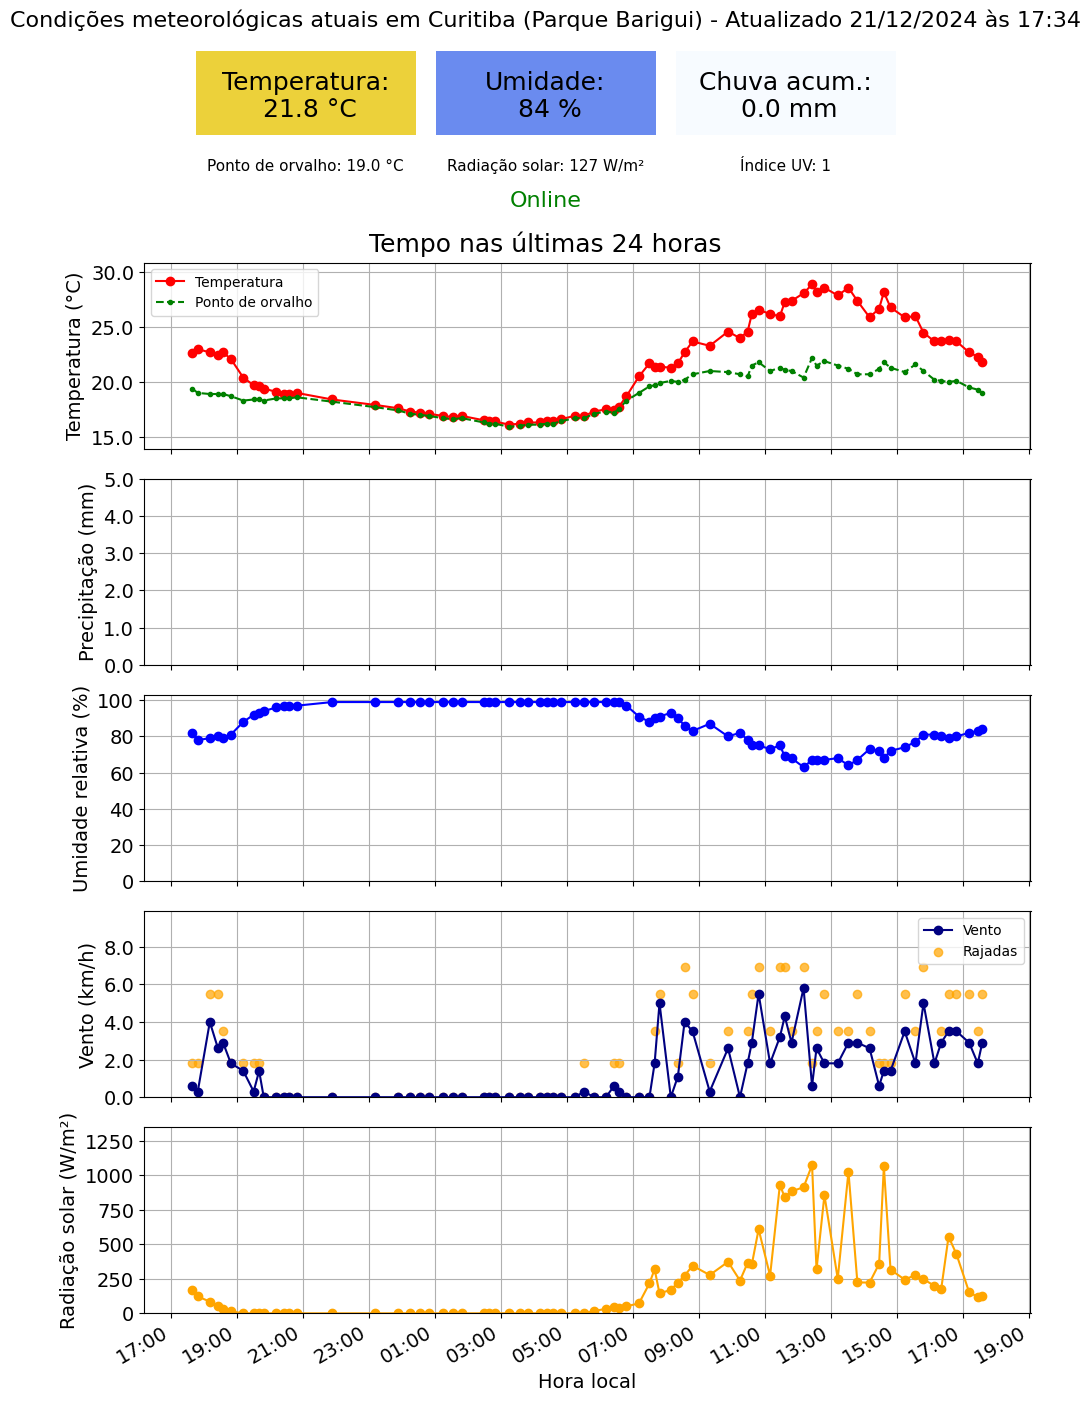 Condições meteorológicas atuais em Curitiba (Parque Barigui) - Atualizado 21/12/2024 às 17:34
Temperatura:
21.8 °C
Umidade:
84 %
Chuva acum.:
0.0 mm
Ponto de orvalho: 19.0 °C
Radiação solar: 127 W/m²
Índice UV: 1
Online
Tempo nas últimas 24 horas
Temperatura (°C)
30.0
25.0
20.0
15.0
Temperatura
Ponto de orvalho
Precipitação (mm)
5.0
4.0
3.0
2.0
1.0
0.0
Umidade relativa (%)
100
80
60
40
20
0
Vento (km/h)
8.0
6.0
4.0
2.0
0.0
Vento
Rajadas
Radiação solar (W/m²)
1250
1000
750
500
250
0
17:00
19:00
21:00
23:00
01:00
03:00
05:00
07:00
09:00
11:00
13:00
15:00
17:00
19:00
Hora local